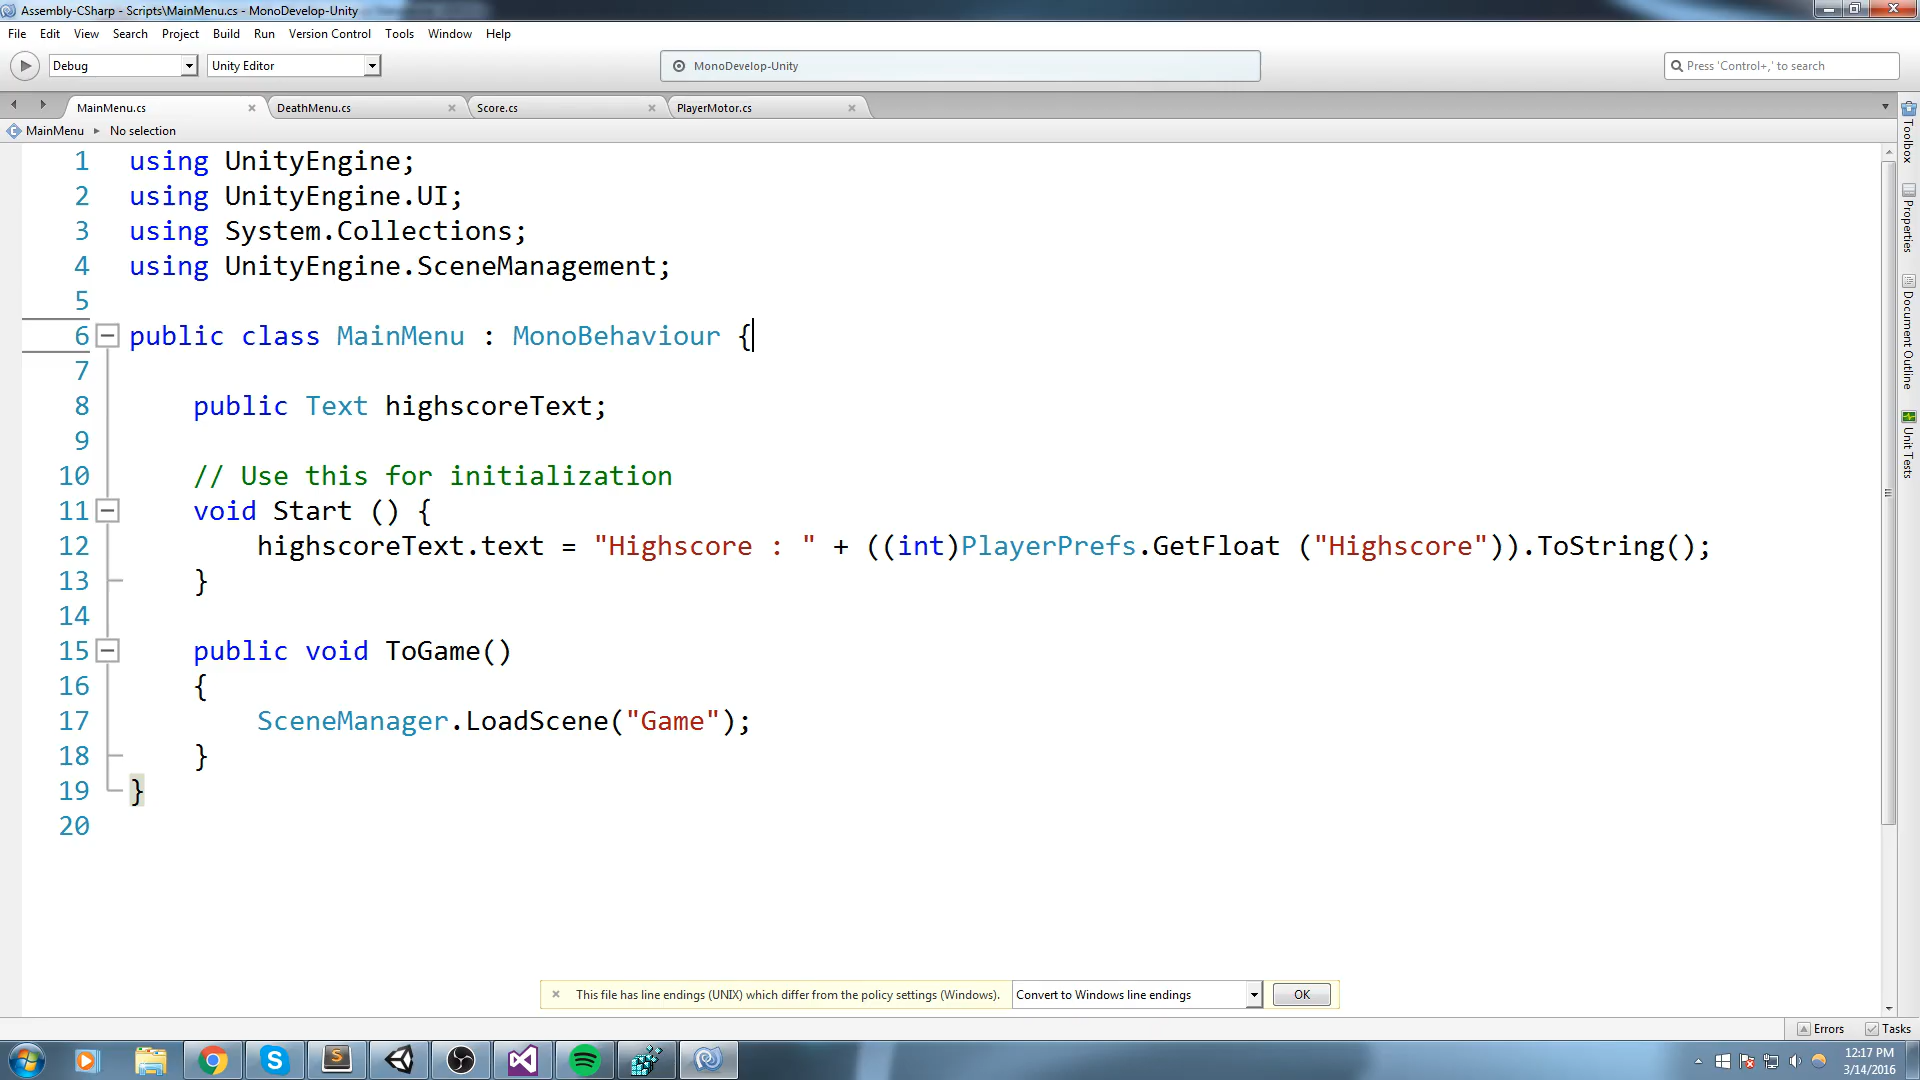 Assembly-CSharp - Scripts\MainMenu.cs - MonoDevelop-Unity
File Edit View Search Project Build Run Version Control Tools Window Help
Debug Unity Editor MonoDevelop-Unity Press 'Control+,' to search
MainMenu.cs DeathMenu.cs Score.cs PlayerMotor.cs
MainMenu No selection
1 using UnityEngine;
2 using UnityEngine.UI;
3 using System.Collections;
4 using UnityEngine.SceneManagement;
5
6 public class MainMenu : MonoBehaviour {
7
8 public Text highscoreText;
9
10 // Use this for initialization
11 void Start () {
12 highscoreText.text = "Highscore : " + ((int)PlayerPrefs.GetFloat ("Highscore")).ToString();
13 }
14
15 public void ToGame()
16 {
17 SceneManager.LoadScene("Game");
18 }
19 }
20
Toolbox
Properties
Document Outline
Unit Tests
This file has line endings (UNIX) which differ from the policy settings (Windows). Convert to Windows line endings OK
Errors Tasks
12:17 PM
3/14/2016